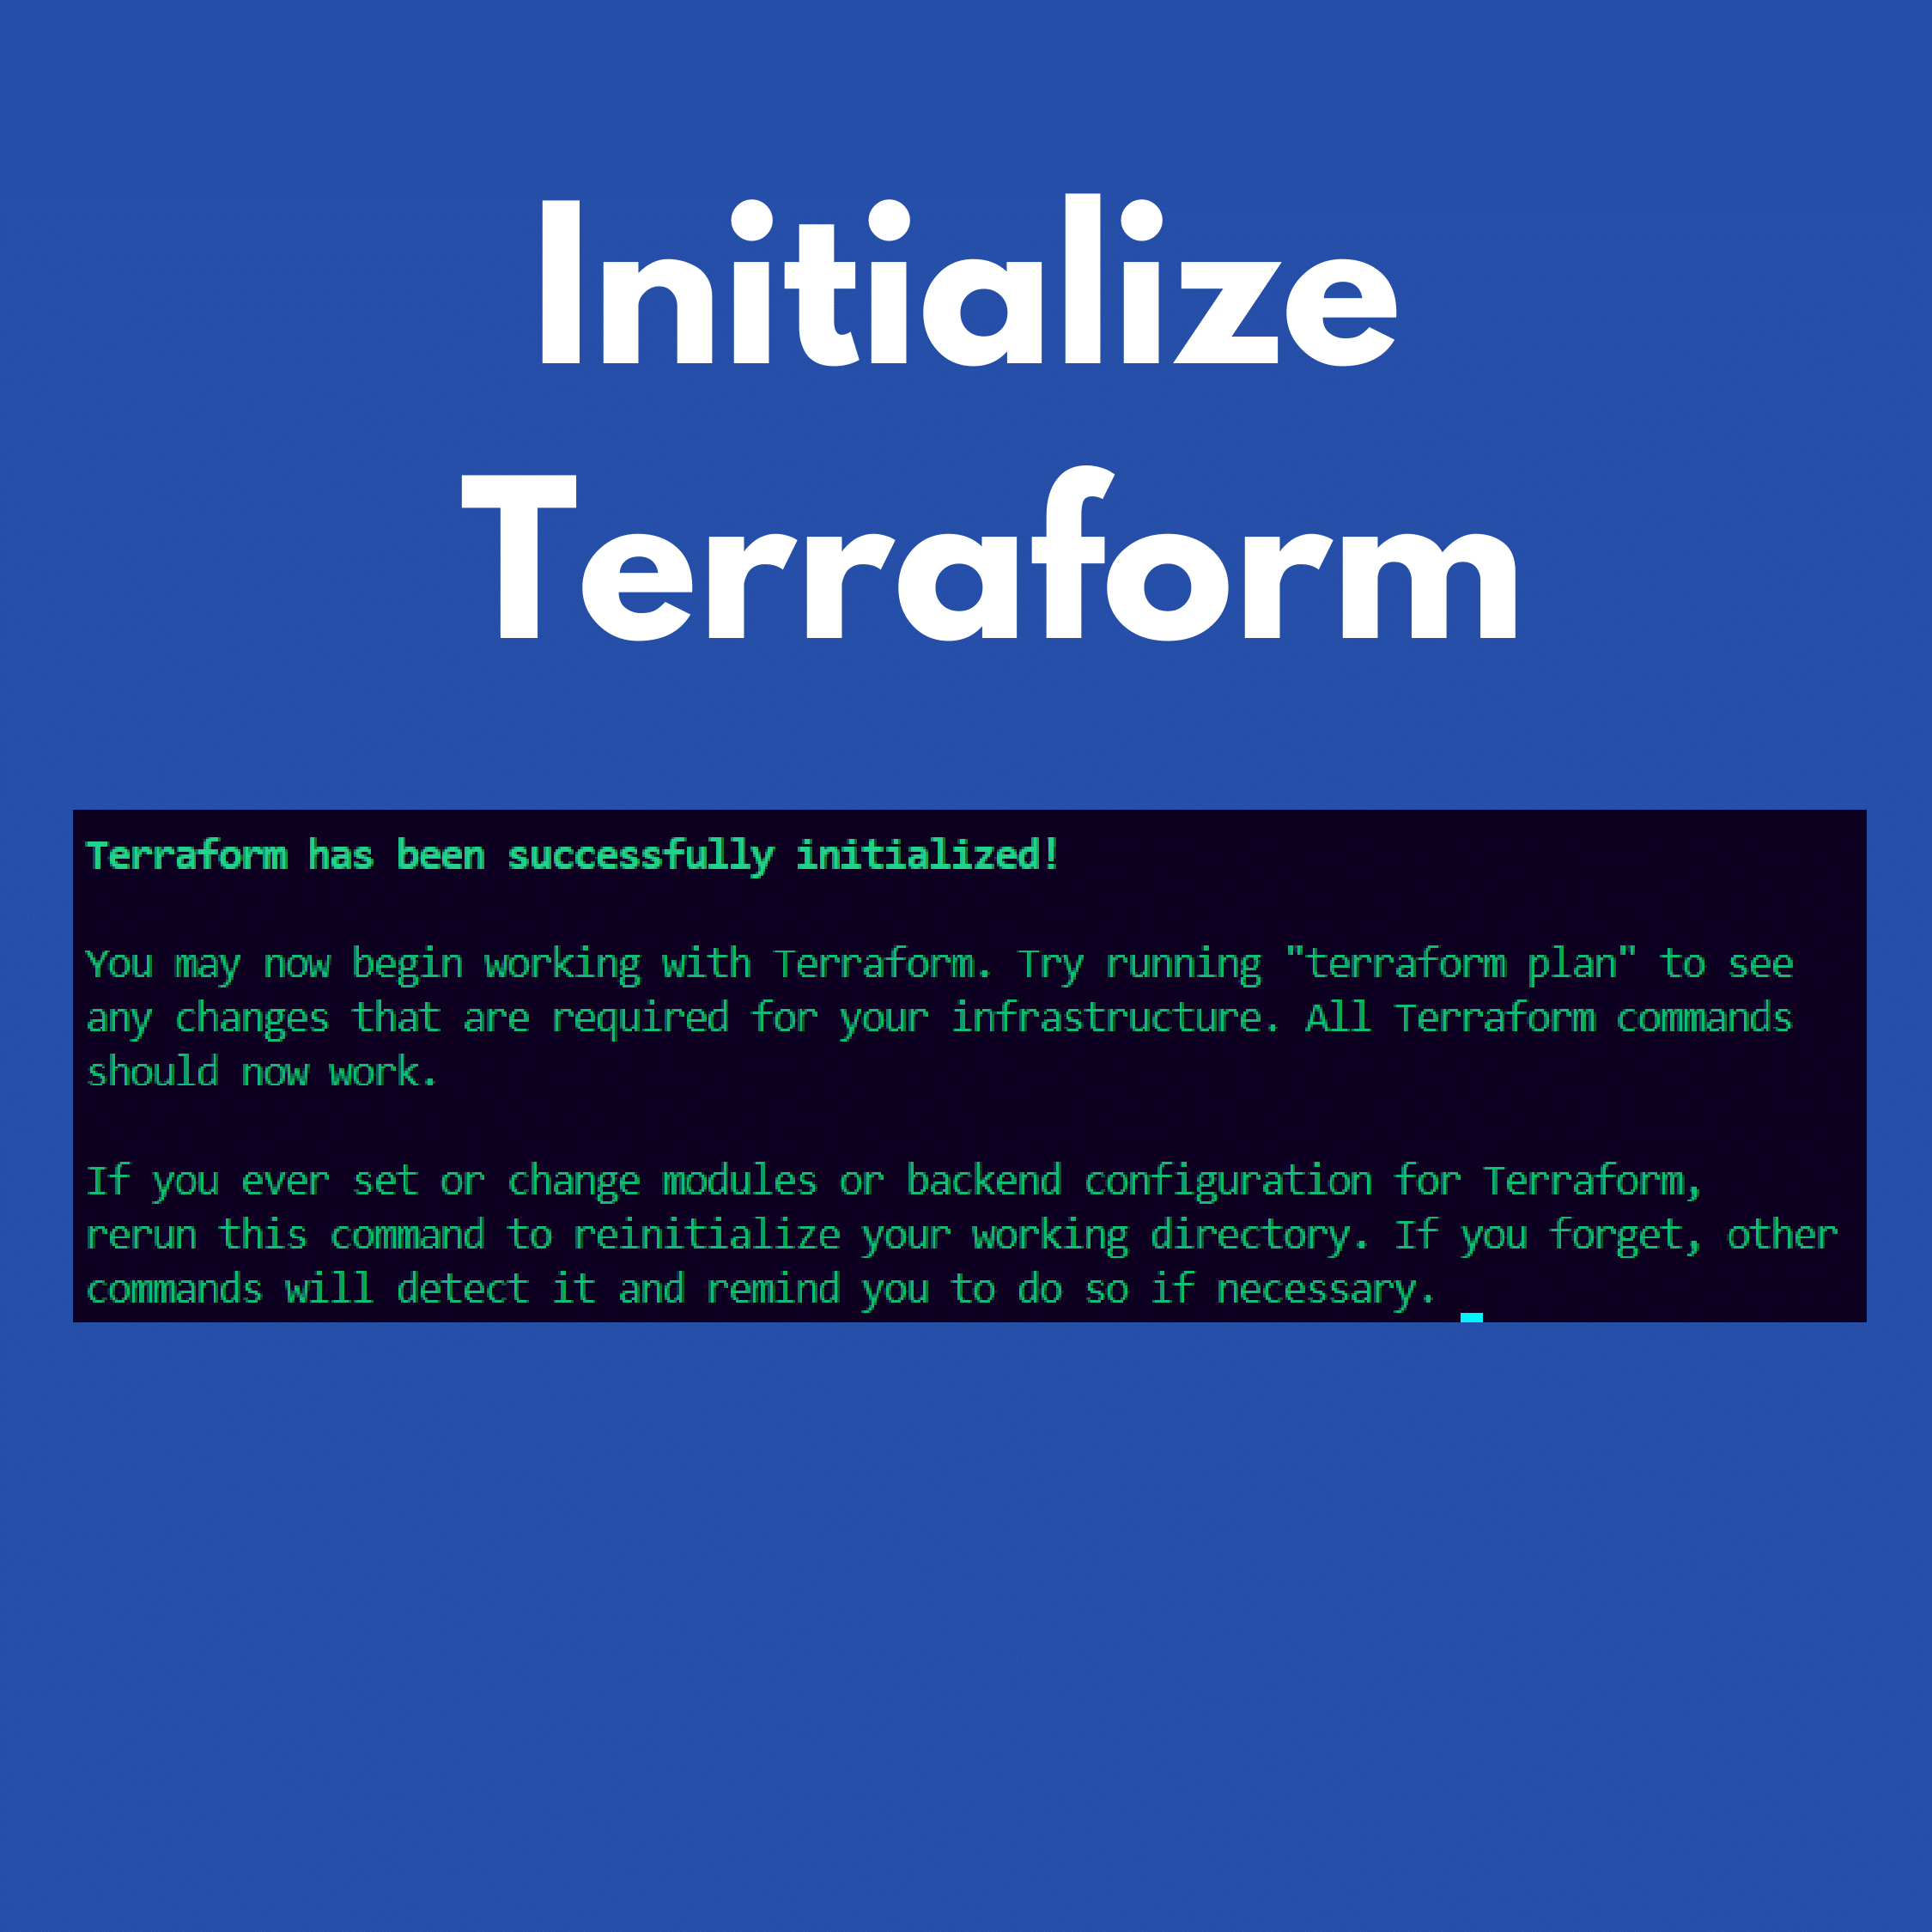 Initialize
Terraform
Terraform has been successfully initialized!
You may now begin working with Terraform. Try running "terraform plan" to see
any changes that are required for your infrastructure. All Terraform commands
should now work.
If you ever set or change modules or backend configuration for Terraform,
rerun this command to reinitialize your working directory. If you forget, other
commands will detect it and remind you to do so if necessary.